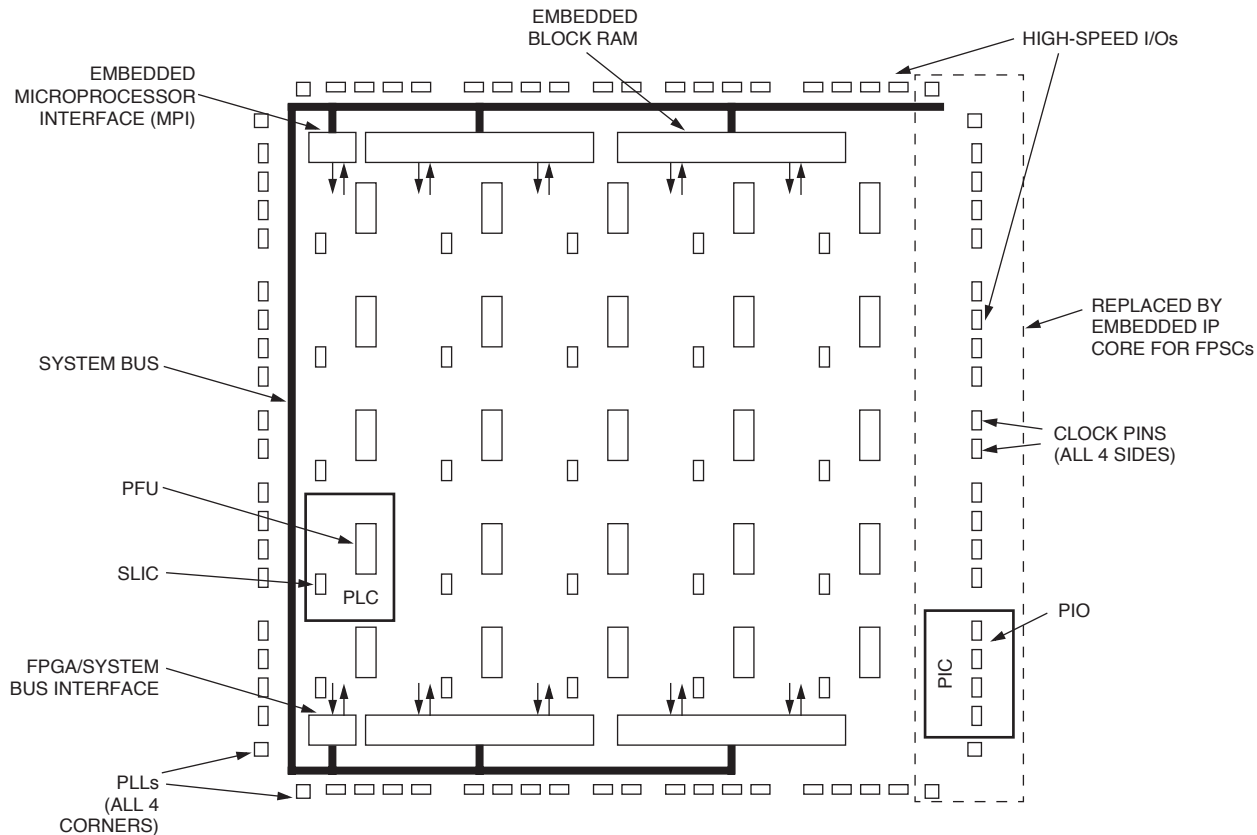 EMBEDDED
BLOCK RAM
HIGH-SPEED I/Os
EMBEDDED
MICROPROCESSOR
INTERFACE (MPI)
REPLACED BY
EMBEDDED IP
CORE FOR FPSCs
SYSTEM BUS
CLOCK PINS
(ALL 4 SIDES)
PFU
SLIC
PLC
PIO
PIC
FPGA/SYSTEM
BUS INTERFACE
PLLs
(ALL 4
CORNERS)